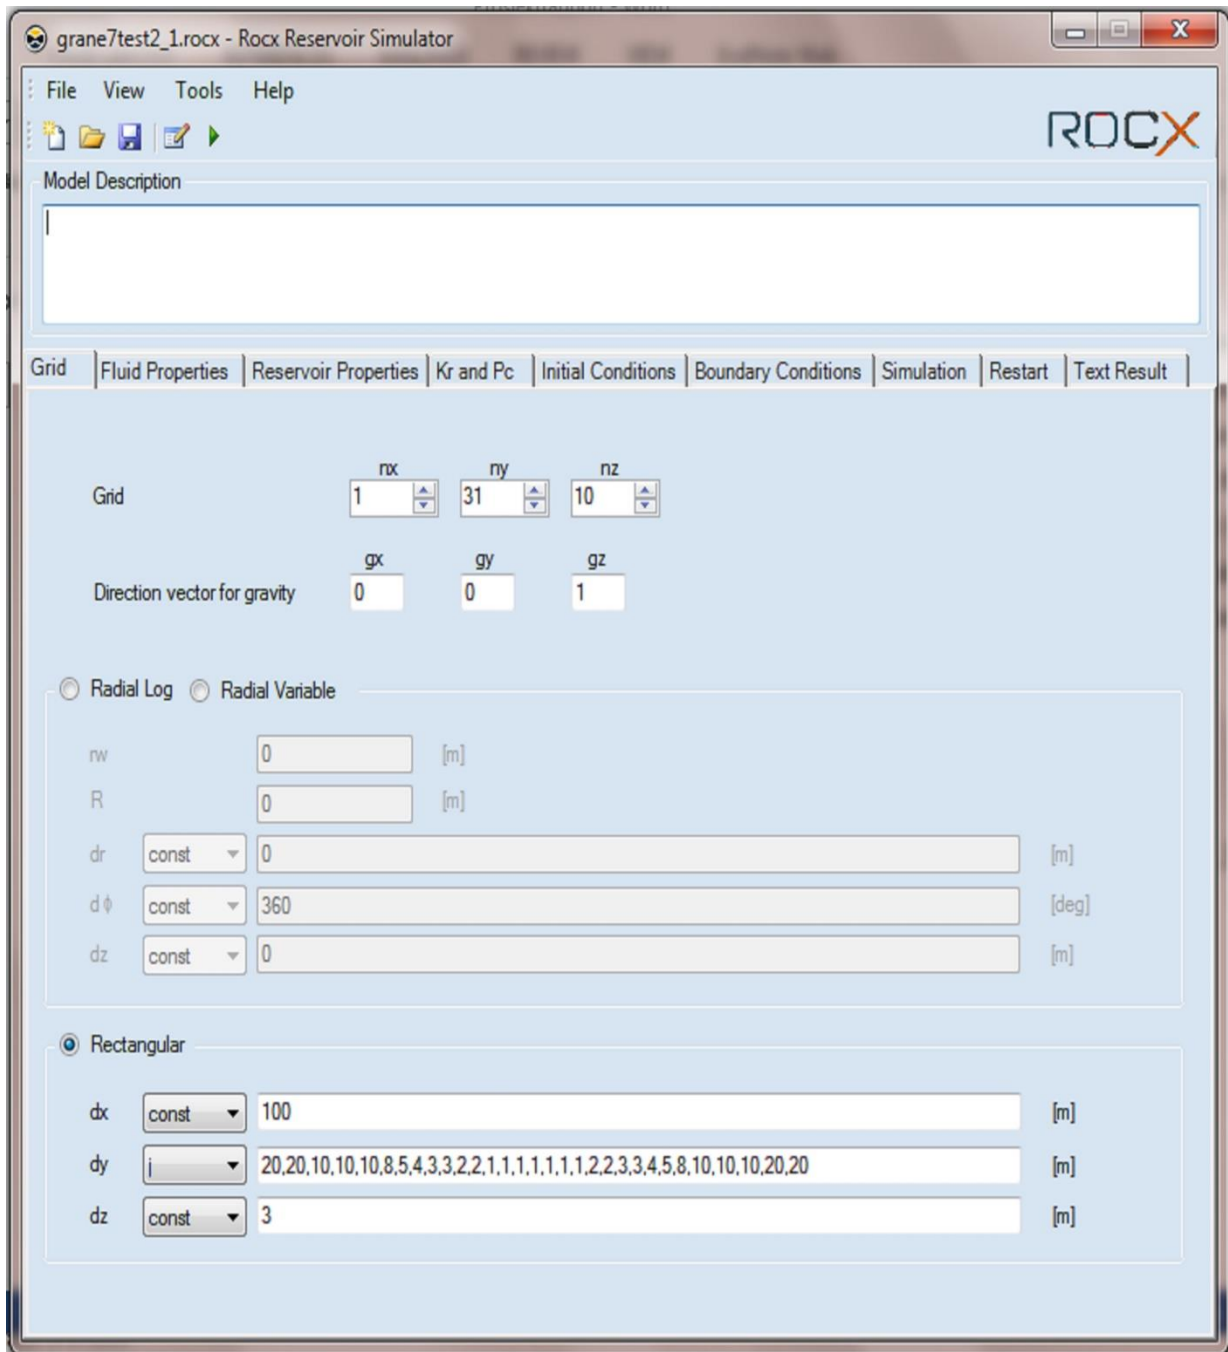 grane7test2_1.rocx - Rocx Reservoir Simulator
X
File View Tools Help
ROCX
Model Description
Grid Fluid Properties Reservoir Properties Kr and Pc Initial Conditions Boundary Conditions Simulation Restart Text Result
nx ny nz
Grid 1 31 10
gx gy gz
Direction vector for gravity 0 0 1
Radial Log Radial Variable
rw 0 [m]
R 0 [m]
dr const 0 [m]
dϕ const 360 [deg]
dz const 0 [m]
Rectangular
dx const 100 [m]
dy j 20,20,10,10,10,8,5,4,3,3,2,2,1,1,1,1,1,1,1,2,2,3,3,4,5,8,10,10,10,20,20 [m]
dz const 3 [m]